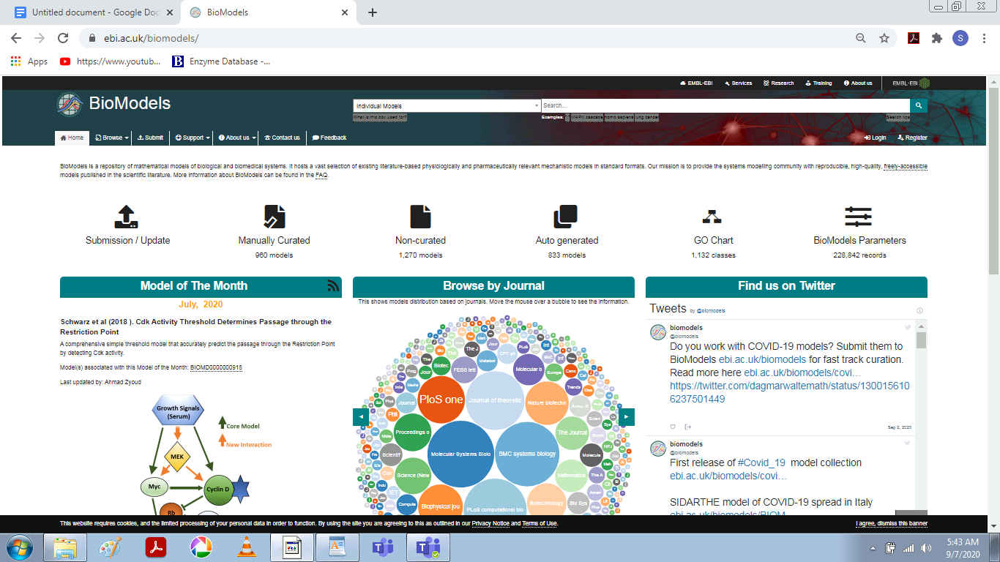 Untitled document - Google Doc
BioModels
ebi.ac.uk/biomodels/
S
Apps
https://www.youtub...
B
Enzyme Database -...
EMBL-EBI
Services
Research
Training
About us
EMBL-EBI
BioModels
Individual Models
Search...
What is this box used for?
Examples:
MAPK cascade
homo sapiens
lung cancer
Search tips
Home
Browse
Submit
Support
About us
Contact us
Feedback
Login
Register
BioModels is a repository of mathematical models of biological and biomedical systems. It hosts a vast selection of existing literature-based physiologically and pharmaceutically relevant mechanistic models in standard formats. Our mission is to provide the systems modelling community with reproducible, high-quality, freely-accessible
models published in the scientific literature. More information about BioModels can be found in the FAQ.
Submission / Update
Manually Curated
960 models
Non-curated
1,270 models
Auto generated
833 models
GO Chart
1,132 classes
BioModels Parameters
228,842 records
Model of The Month
July, 2020
Schwarz et al (2018 ). Cdk Activity Threshold Determines Passage through the
Restriction Point
A comprehensive simple threshold model that accurately predict the passage through the Restriction Point
by detecting Cdk activity.
Model(s) associated with this Model of the Month: BIOMD0000000918
Last updated by: Ahmad Zyoud
Growth Signals
(Serum)
Core Model
New Interaction
MEK
Myc
Cyclin D
Rb
Browse by Journal
This shows models distribution based on journals. Move the mouse over a bubble to see the information.
The J
Jour
PLoS
Int
Metabol
CPT: ph
BMC
Inf
Biotec
FEBS lett
Molecular b
Europe
Canc
Prog
Jour
Trends
Journal
PloS one
Journal of theoretic
Nature biotechn
Phil
Proceedings o
The Journal
Scientif
Molecular Systems Biolo
BMC systems biology
Molecule
Science (New
Mathematics
The A
IET
Compute
Biophysical jou
PLoS computational bio
Biotechnology
Bio Sys
Find us on Twitter
Tweets by @biomodels
biomodels
@biomodels
Do you work with COVID-19 models? Submit them to
BioModels ebi.ac.uk/biomodels for fast track curation.
Read more here ebi.ac.uk/biomodels/covi…
https://twitter.com/dagmarwaltemath/status/130015610
6237501449
Sep 2, 2020
biomodels
@biomodels
First release of #Covid_19 model collection
ebi.ac.uk/biomodels/covi…
SIDARTHE model of COVID-19 spread in Italy
ebi.ac.uk/biomodels/BIOM
This website requires cookies, and the limited processing of your personal data in order to function. By using the site you are agreeing to this as outlined in our Privacy Notice and Terms of Use.
I agree, dismiss this banner
5:43 AM
9/7/2020